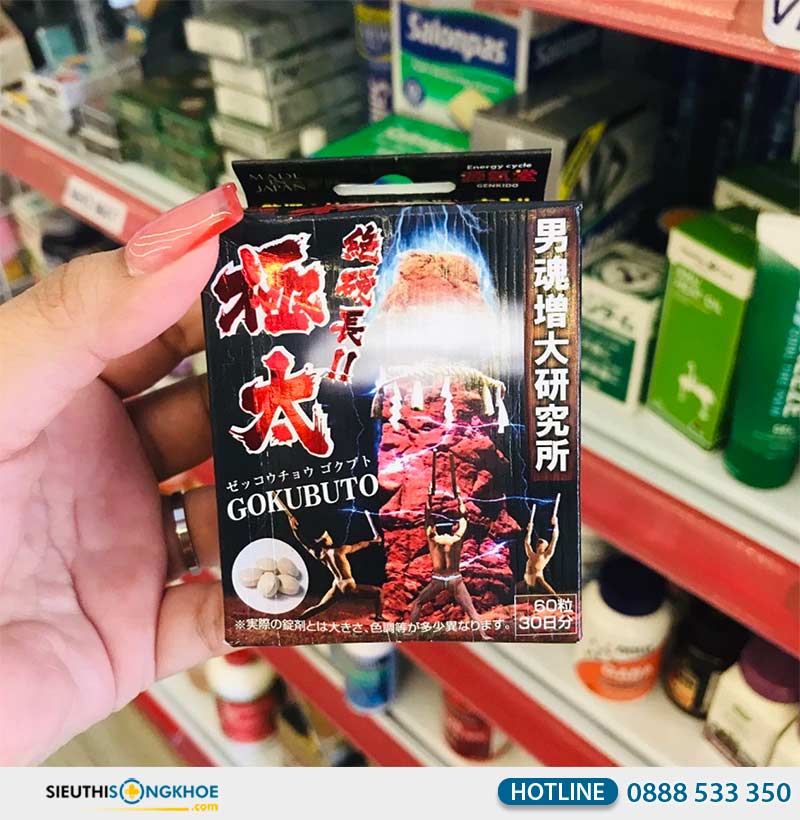 Salonpas
MADE IN
JAPAN
Energy cycle
源氣堂
GENKIDO
絶硬長!!
極太
ゼッコウチョウ ゴクブト
GOKUBUTO
男魂増大研究所
60粒
30日分
※実際の錠剤とは大きさ、色調等が多少異なります。
SIEUTHISONGKHOE
.com
HOTLINE
0888 533 350